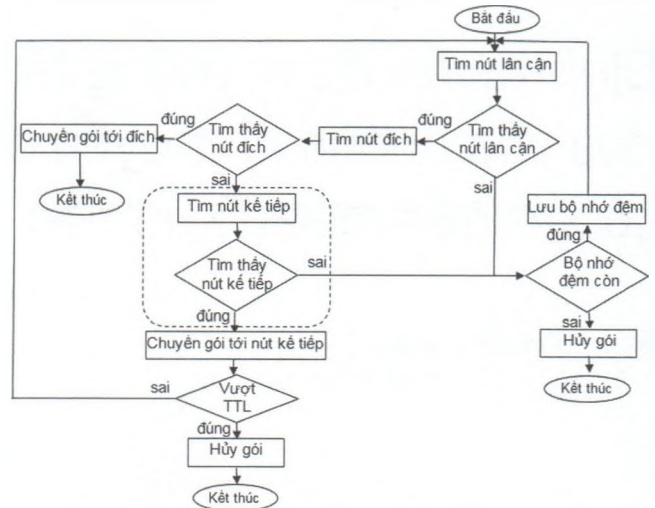 Bắt đầu
Tìm nút lân cận
đúng
đúng
Chuyển gói tới đích
Tìm thấy
nút đích
Tìm nút đích
Tìm thấy
nút lân cận
Kết thúc
sai
sai
Tìm nút kế tiếp
Lưu bộ nhớ đệm
đúng
Tìm thấy
nút kế tiếp
sai
Bộ nhớ
đệm còn
đúng
sai
Chuyển gói tới nút kế tiếp
Hủy gói
sai
Vượt
TTL
Kết thúc
đúng
Hủy gói
Kết thúc